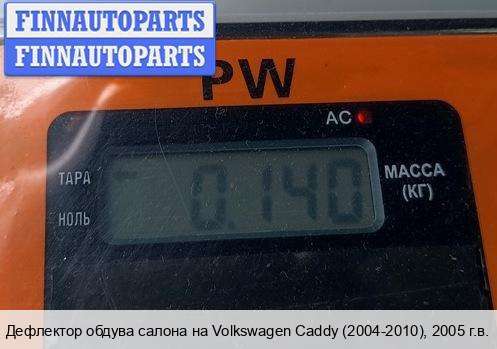 FINNAUTOPARTS
FINNAUTOPARTS
PW
AC
ТАРА
НОЛЬ
0.140
МАССА
(КГ)
Дефлектор обдува салона на Volkswagen Caddy (2004-2010), 2005 г.в.